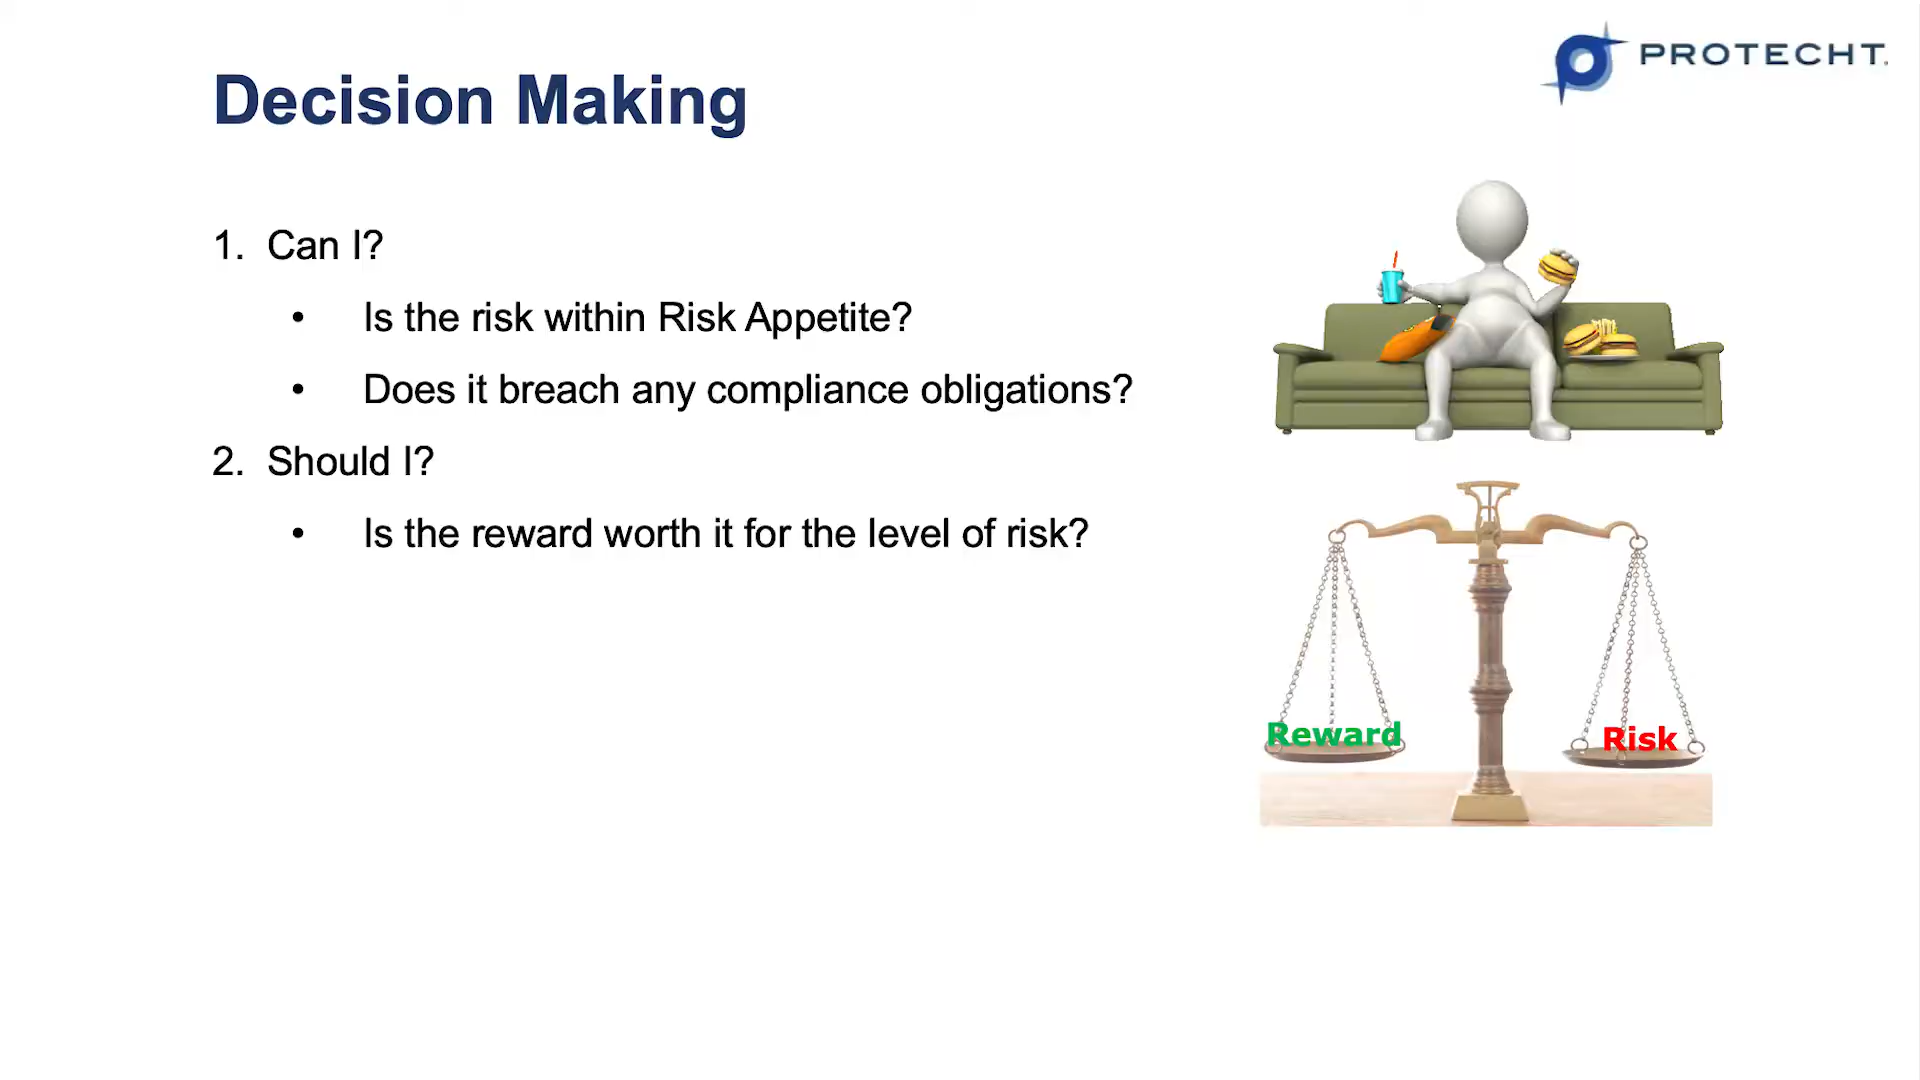 PROTECHT.
Decision Making
1. Can I?
• Is the risk within Risk Appetite?
• Does it breach any compliance obligations?
2. Should I?
• Is the reward worth it for the level of risk?
Reward
Risk